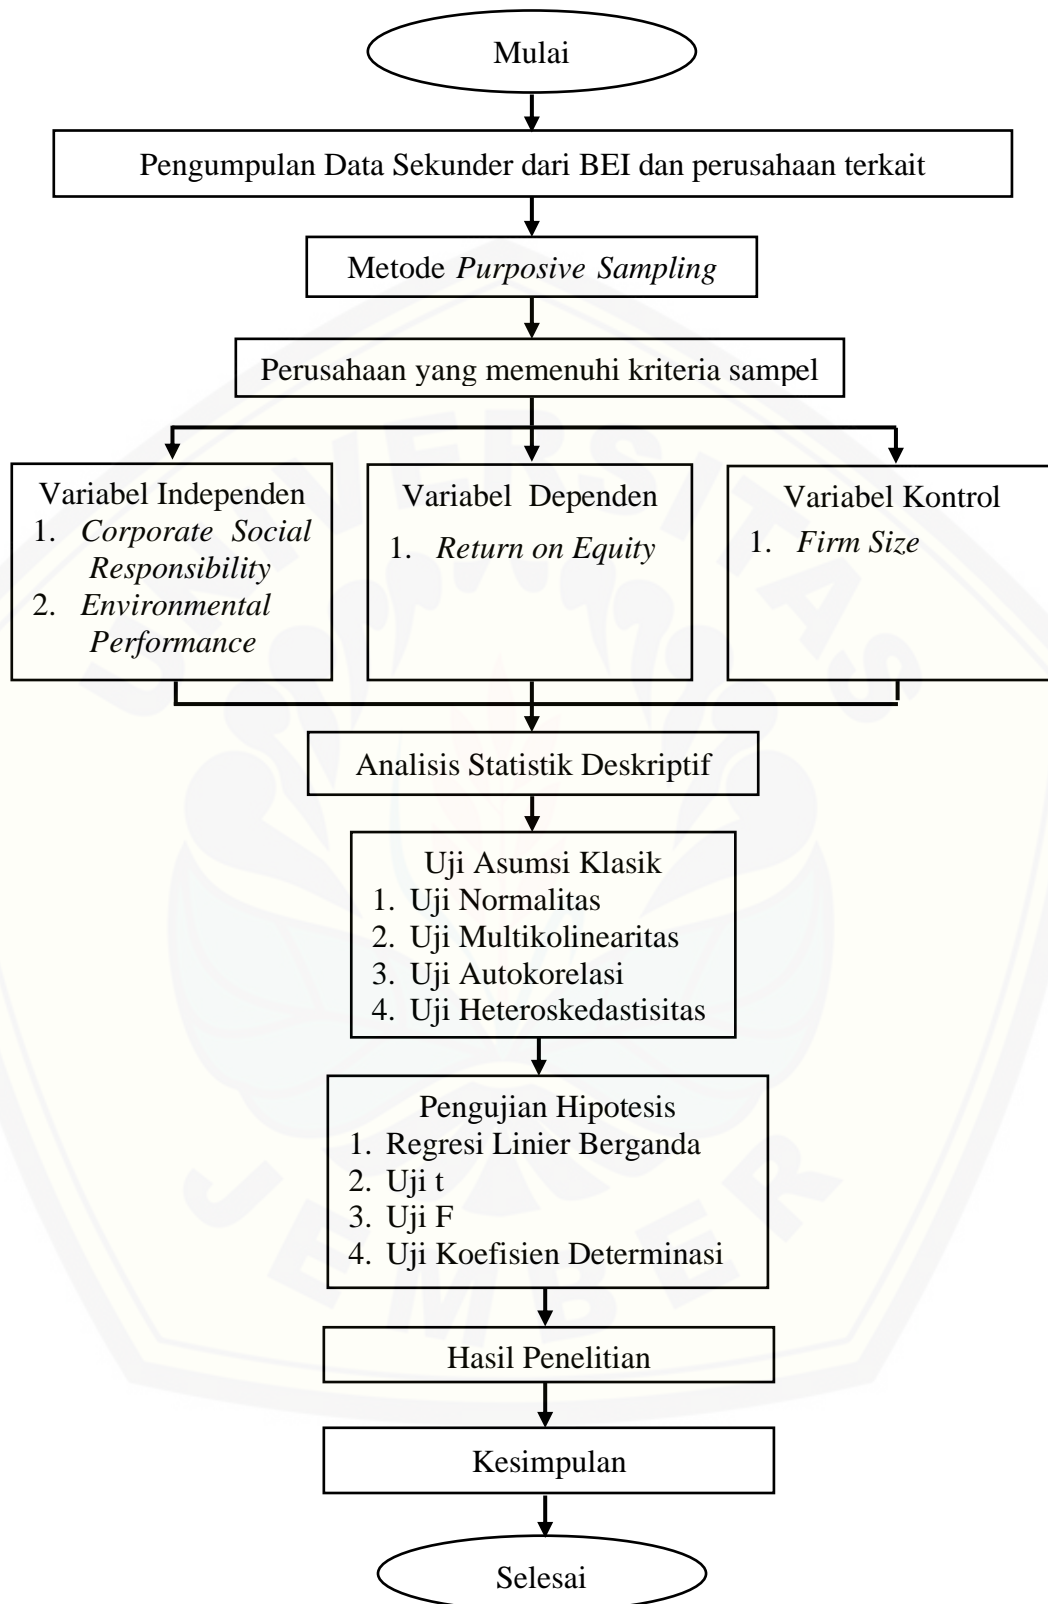 Mulai
Pengumpulan Data Sekunder dari BEI dan perusahaan terkait
Metode Purposive Sampling
Perusahaan yang memenuhi kriteria sampel
Variabel Independen
1. Corporate Social
Responsibility
2. Environmental
Performance
Variabel Dependen
1. Return on Equity
Variabel Kontrol
1. Firm Size
Analisis Statistik Deskriptif
Uji Asumsi Klasik
1. Uji Normalitas
2. Uji Multikolinearitas
3. Uji Autokorelasi
4. Uji Heteroskedastisitas
Pengujian Hipotesis
1. Regresi Linier Berganda
2. Uji t
3. Uji F
4. Uji Koefisien Determinasi
Hasil Penelitian
Kesimpulan
Selesai
UNIVERSITAS
JEMBER